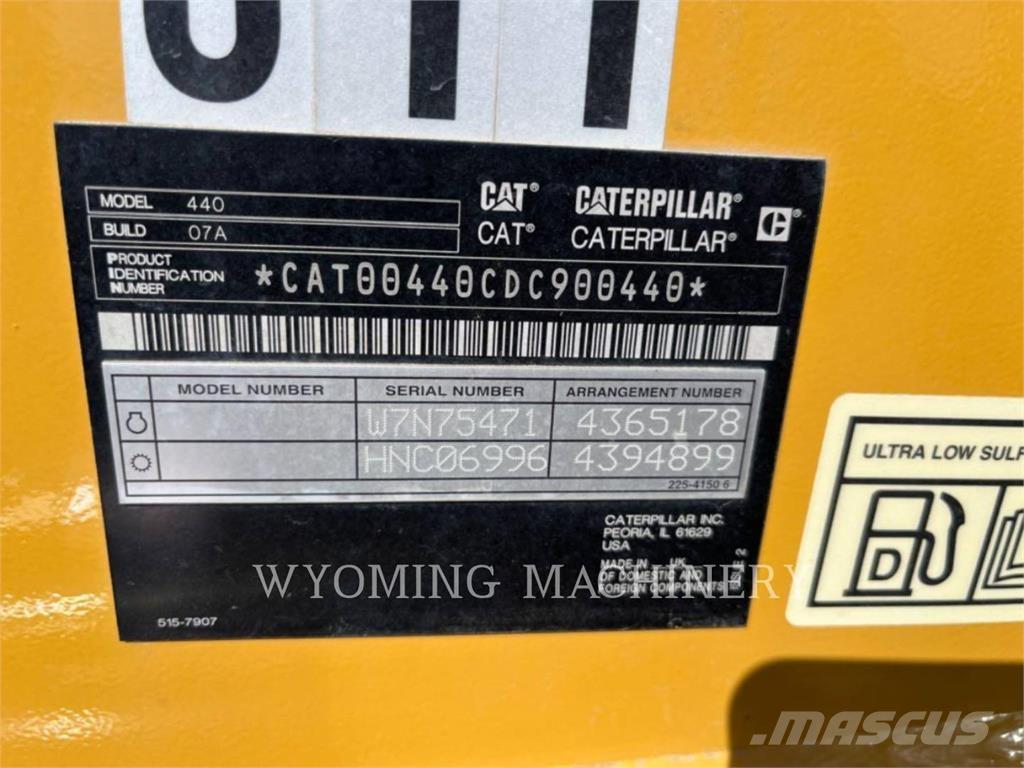 MODEL 440
BUILD 07A
CAT® CATERPILLAR®
CAT® CATERPILLAR®
PRODUCT
IDENTIFICATION
NUMBER
*CAT00440CDC900440*
MODEL NUMBER SERIAL NUMBER ARRANGEMENT NUMBER
W7N75471 4365178
HNC06996 4394899
225-4150 6
CATERPILLAR INC.
PEORIA, IL 61629
USA
MADE IN UK
OF DOMESTIC AND
FOREIGN COMPONENTS
515-7907
ULTRA LOW SULF
D
WYOMING MACHINERY
MASCUS